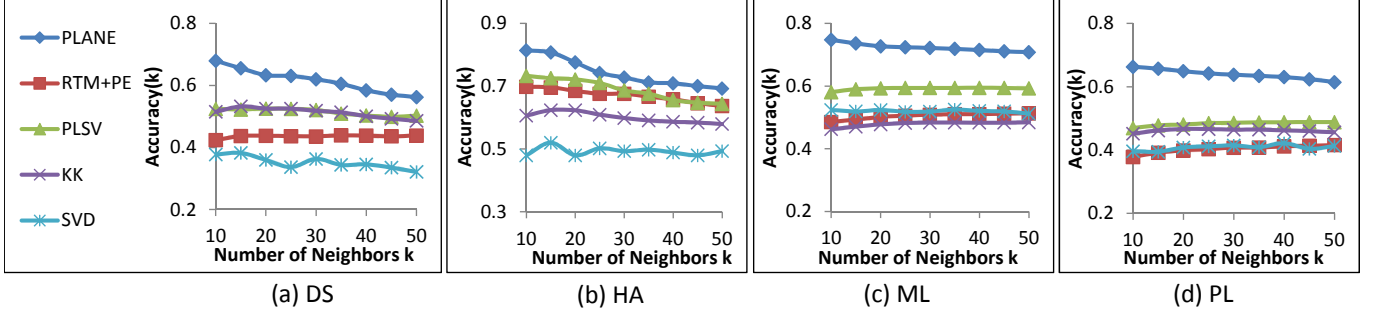 PLANE
RTM+PE
PLSV
KK
SVD
Accuracy(k)
0.8
0.6
0.4
0.2
10 20 30 40 50
Number of Neighbors k
(a) DS
Accuracy(k)
0.9
0.7
0.5
0.3
10 20 30 40 50
Number of Neighbors k
(b) HA
Accuracy(k)
0.8
0.6
0.4
0.2
10 20 30 40 50
Number of Neighbors k
(c) ML
Accuracy(k)
0.8
0.6
0.4
0.2
10 20 30 40 50
Number of Neighbors k
(d) PL